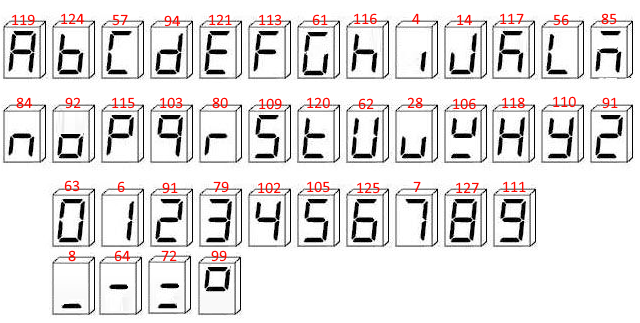 119 124 57 94 121 113 61 116 4 14 117 56 85
A b C d E F G h i J K L n̄
84 92 115 103 80 109 120 62 28 106 118 110 91
n o P q r S t U u w H y 2
63 6 91 79 102 105 125 7 127 111
0 1 2 3 4 5 6 7 8 9
8 64 72 99
_ - = °